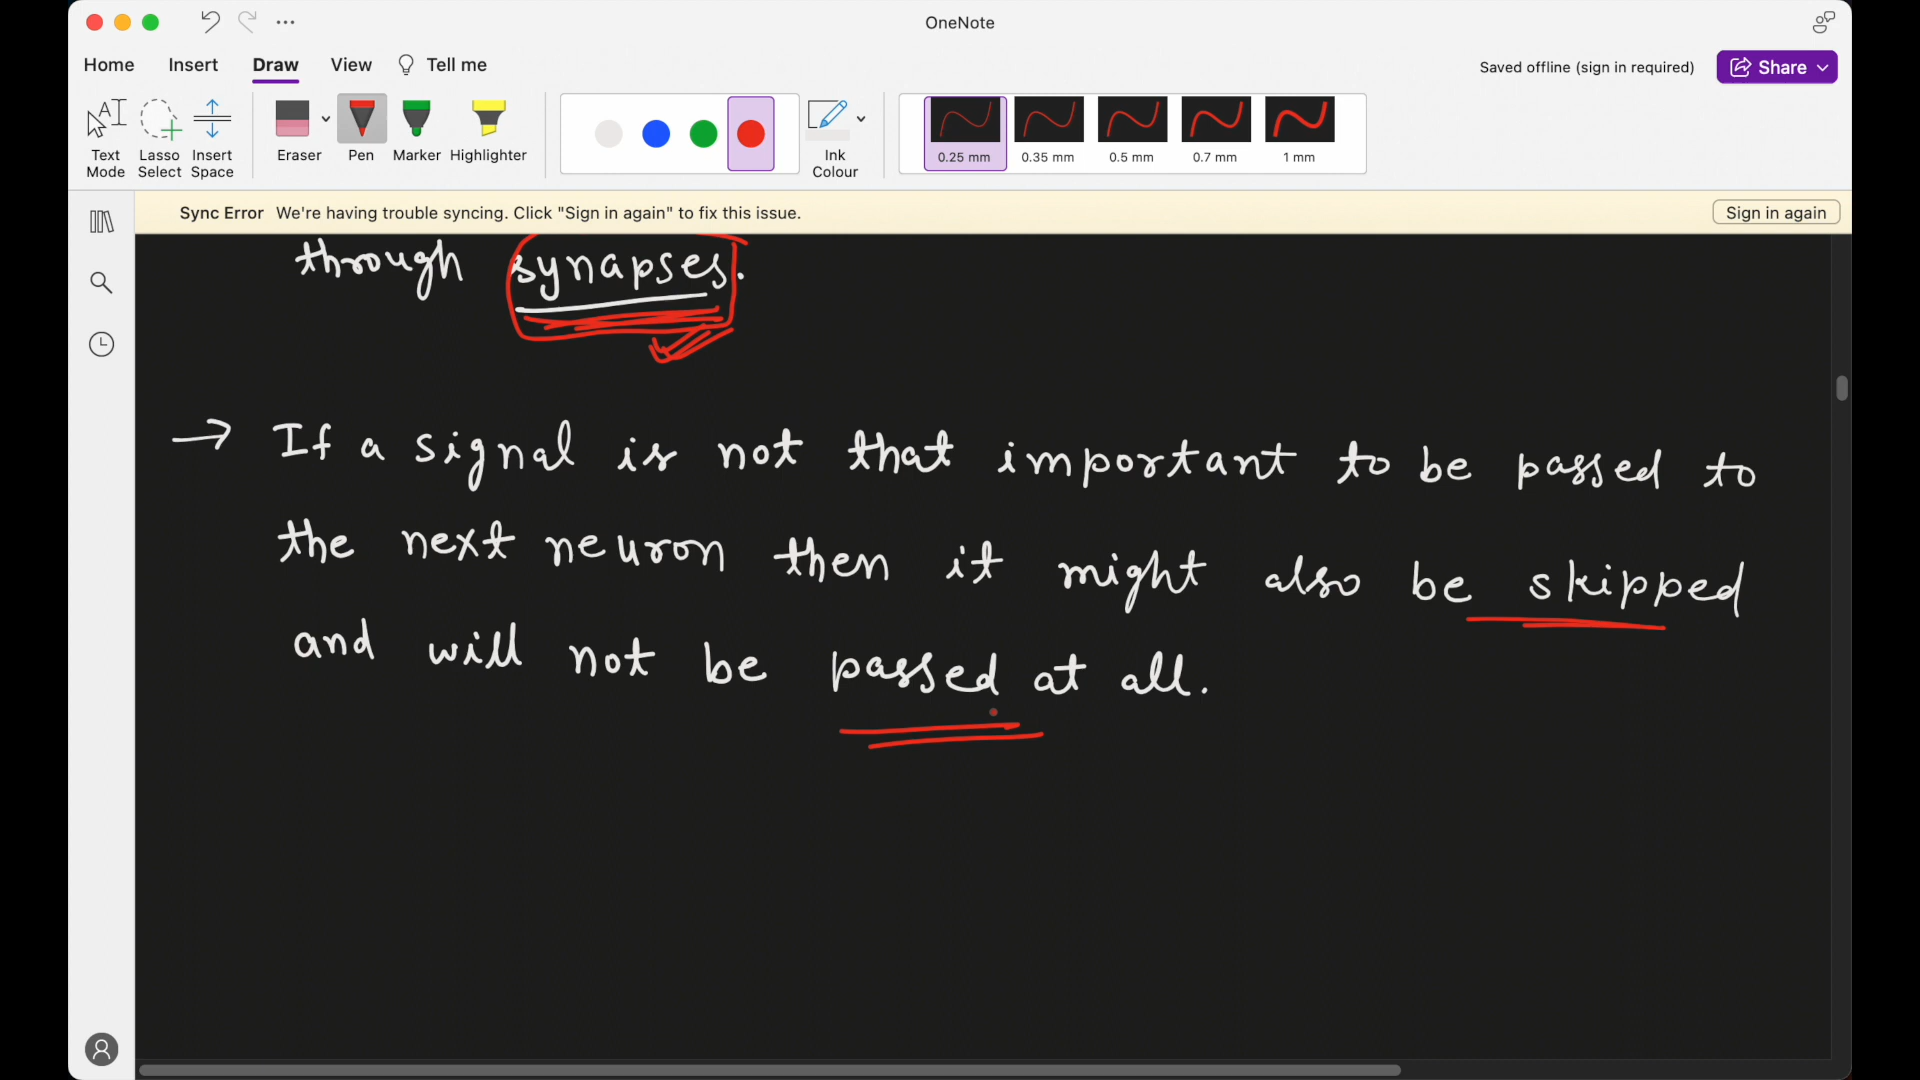 OneNote
Home Insert Draw View Tell me
Saved offline (sign in required) Share
Text Mode
Lasso Select
Insert Space
Eraser
Pen
Marker
Highlighter
Ink Colour
0.25 mm
0.35 mm
0.5 mm
0.7 mm
1 mm
Sync Error We're having trouble syncing. Click "Sign in again" to fix this issue. Sign in again
through synapses.
→ If a signal is not that important to be passed to
the next neuron then it might also be skipped
and will not be passed at all.